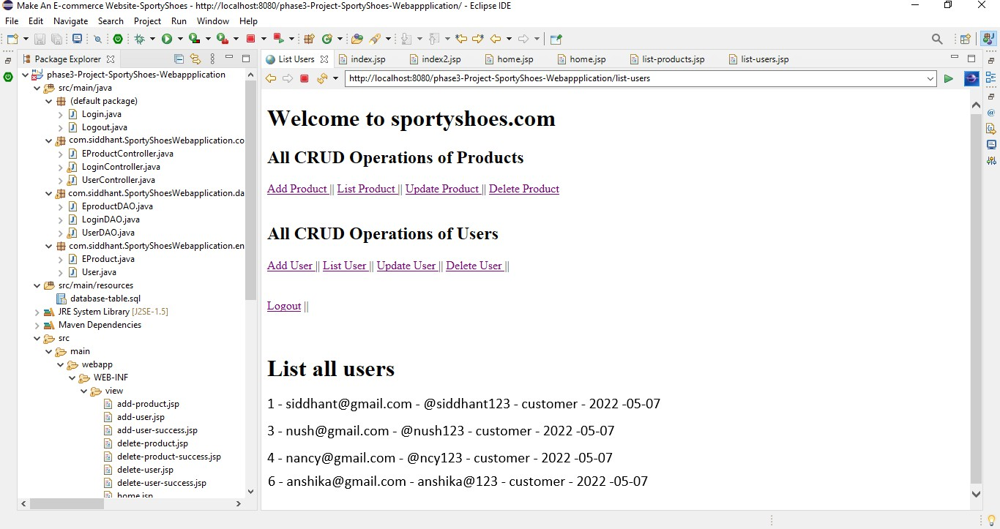 Make An E-commerce Website-SportyShoes - http://localhost:8080/phase3-Project-SportyShoes-Webappplication/ - Eclipse IDE
File Edit Navigate Search Project Run Window Help
Package Explorer
phase3-Project-SportyShoes-Webappplication
src/main/java
(default package)
Login.java
Logout.java
com.siddhant.SportyShoesWebapplication.co
EProductController.java
LoginController.java
UserController.java
com.siddhant.SportyShoesWebapplication.da
EproductDAO.java
LoginDAO.java
UserDAO.java
com.siddhant.SportyShoesWebapplication.en
EProduct.java
User.java
src/main/resources
database-table.sql
JRE System Library [J2SE-1.5]
Maven Dependencies
src
main
webapp
WEB-INF
view
add-product.jsp
add-user.jsp
add-user-success.jsp
delete-product.jsp
delete-product-success.jsp
delete-user.jsp
delete-user-success.jsp
home.jsp
List Users index.jsp index2.jsp home.jsp home.jsp list-products.jsp list-users.jsp
http://localhost:8080/phase3-Project-SportyShoes-Webappplication/list-users
Welcome to sportyshoes.com
All CRUD Operations of Products
Add Product || List Product || Update Product || Delete Product
All CRUD Operations of Users
Add User || List User || Update User || Delete User ||
Logout ||
List all users
1 - siddhant@gmail.com - @siddhant123 - customer - 2022 -05-07
3 - nush@gmail.com - @nush123 - customer - 2022 -05-07
4 - nancy@gmail.com - @ncy123 - customer - 2022 -05-07
6 - anshika@gmail.com - anshika@123 - customer - 2022 -05-07